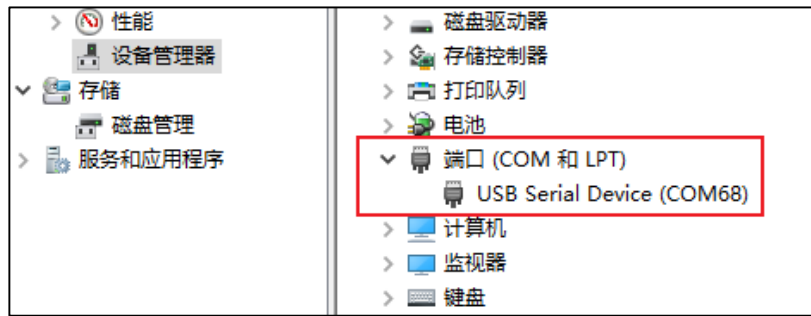 性能
设备管理器
存储
磁盘管理
服务和应用程序
磁盘驱动器
存储控制器
打印队列
电池
端口 (COM 和 LPT)
USB Serial Device (COM68)
计算机
监视器
键盘